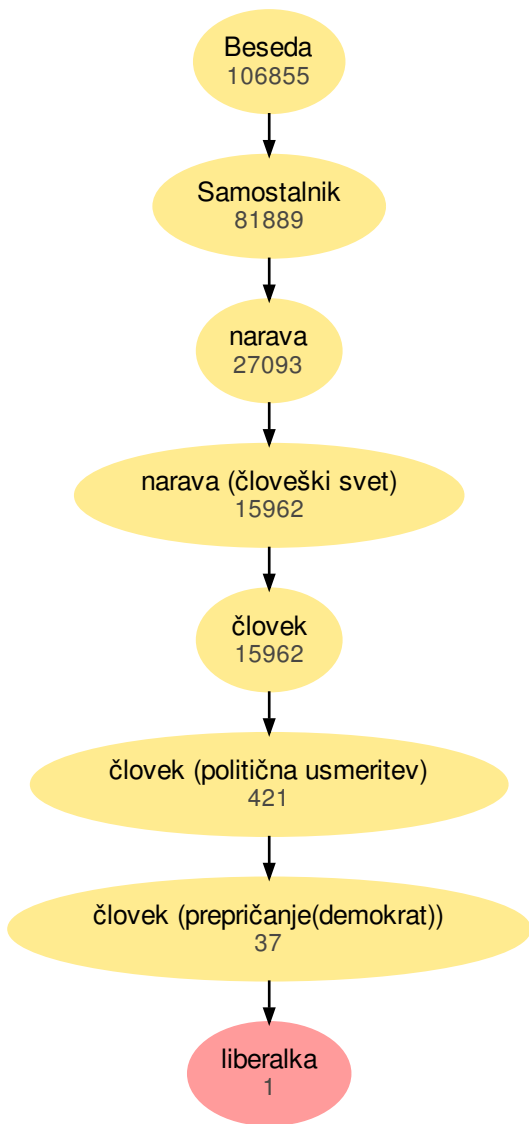 Beseda
106855
Samostalnik
81889
narava
27093
narava (človeški svet)
15962
človek
15962
človek (politična usmeritev)
421
človek (prepričanje(demokrat))
37
liberalka
1